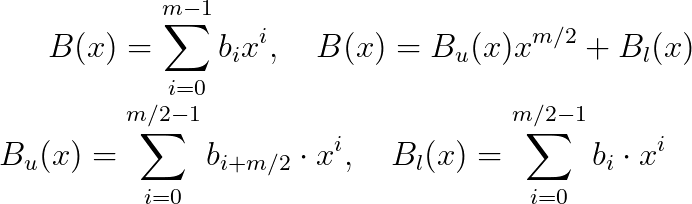 B(x) = \sum_{i=0}^{m-1} b_i x^i, \quad B(x) = B_u(x)x^{m/2} + B_l(x)
B_u(x) = \sum_{i=0}^{m/2-1} b_{i+m/2} \cdot x^i, \quad B_l(x) = \sum_{i=0}^{m/2-1} b_i \cdot x^i